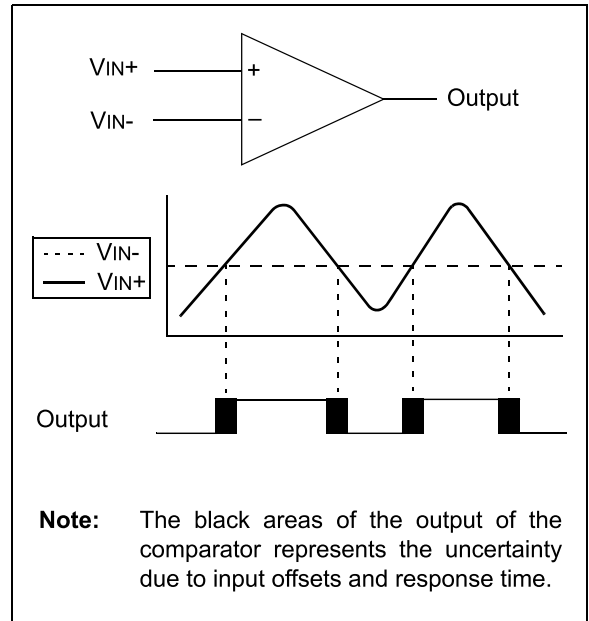 VIN+
+
Output
VIN-
–
VIN-
VIN+
Output
Note: The black areas of the output of the
comparator represents the uncertainty
due to input offsets and response time.